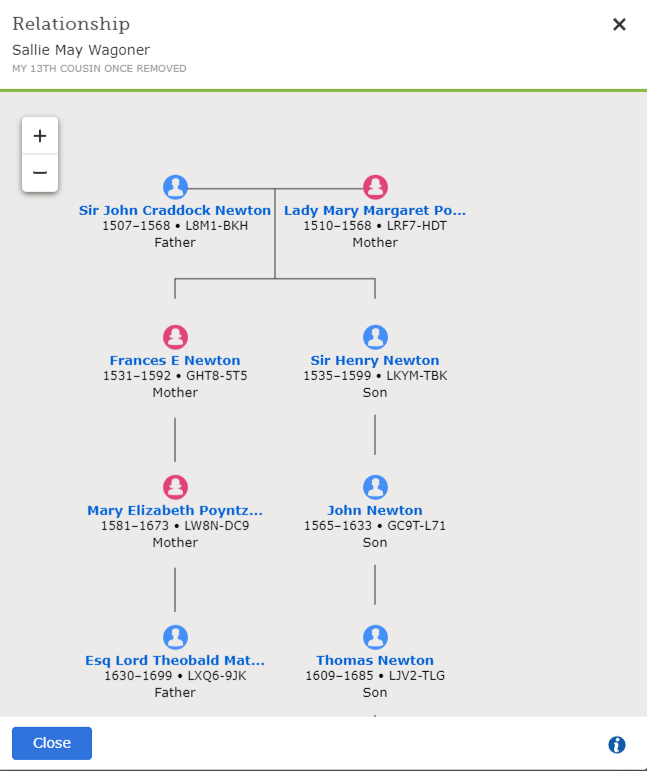 Relationship
Sallie May Wagoner
MY 13TH COUSIN ONCE REMOVED
Sir John Craddock Newton
1507–1568 • L8M1-BKH
Father
Lady Mary Margaret Po...
1510–1568 • LRF7-HDT
Mother
Frances E Newton
1531–1592 • GHT8-5T5
Mother
Sir Henry Newton
1535–1599 • LKYM-TBK
Son
Mary Elizabeth Poyntz...
1581–1673 • LW8N-DC9
Mother
John Newton
1565–1633 • GC9T-L71
Son
Esq Lord Theobald Mat...
1630–1699 • LXQ6-9JK
Father
Thomas Newton
1609–1685 • LJV2-TLG
Son
Close